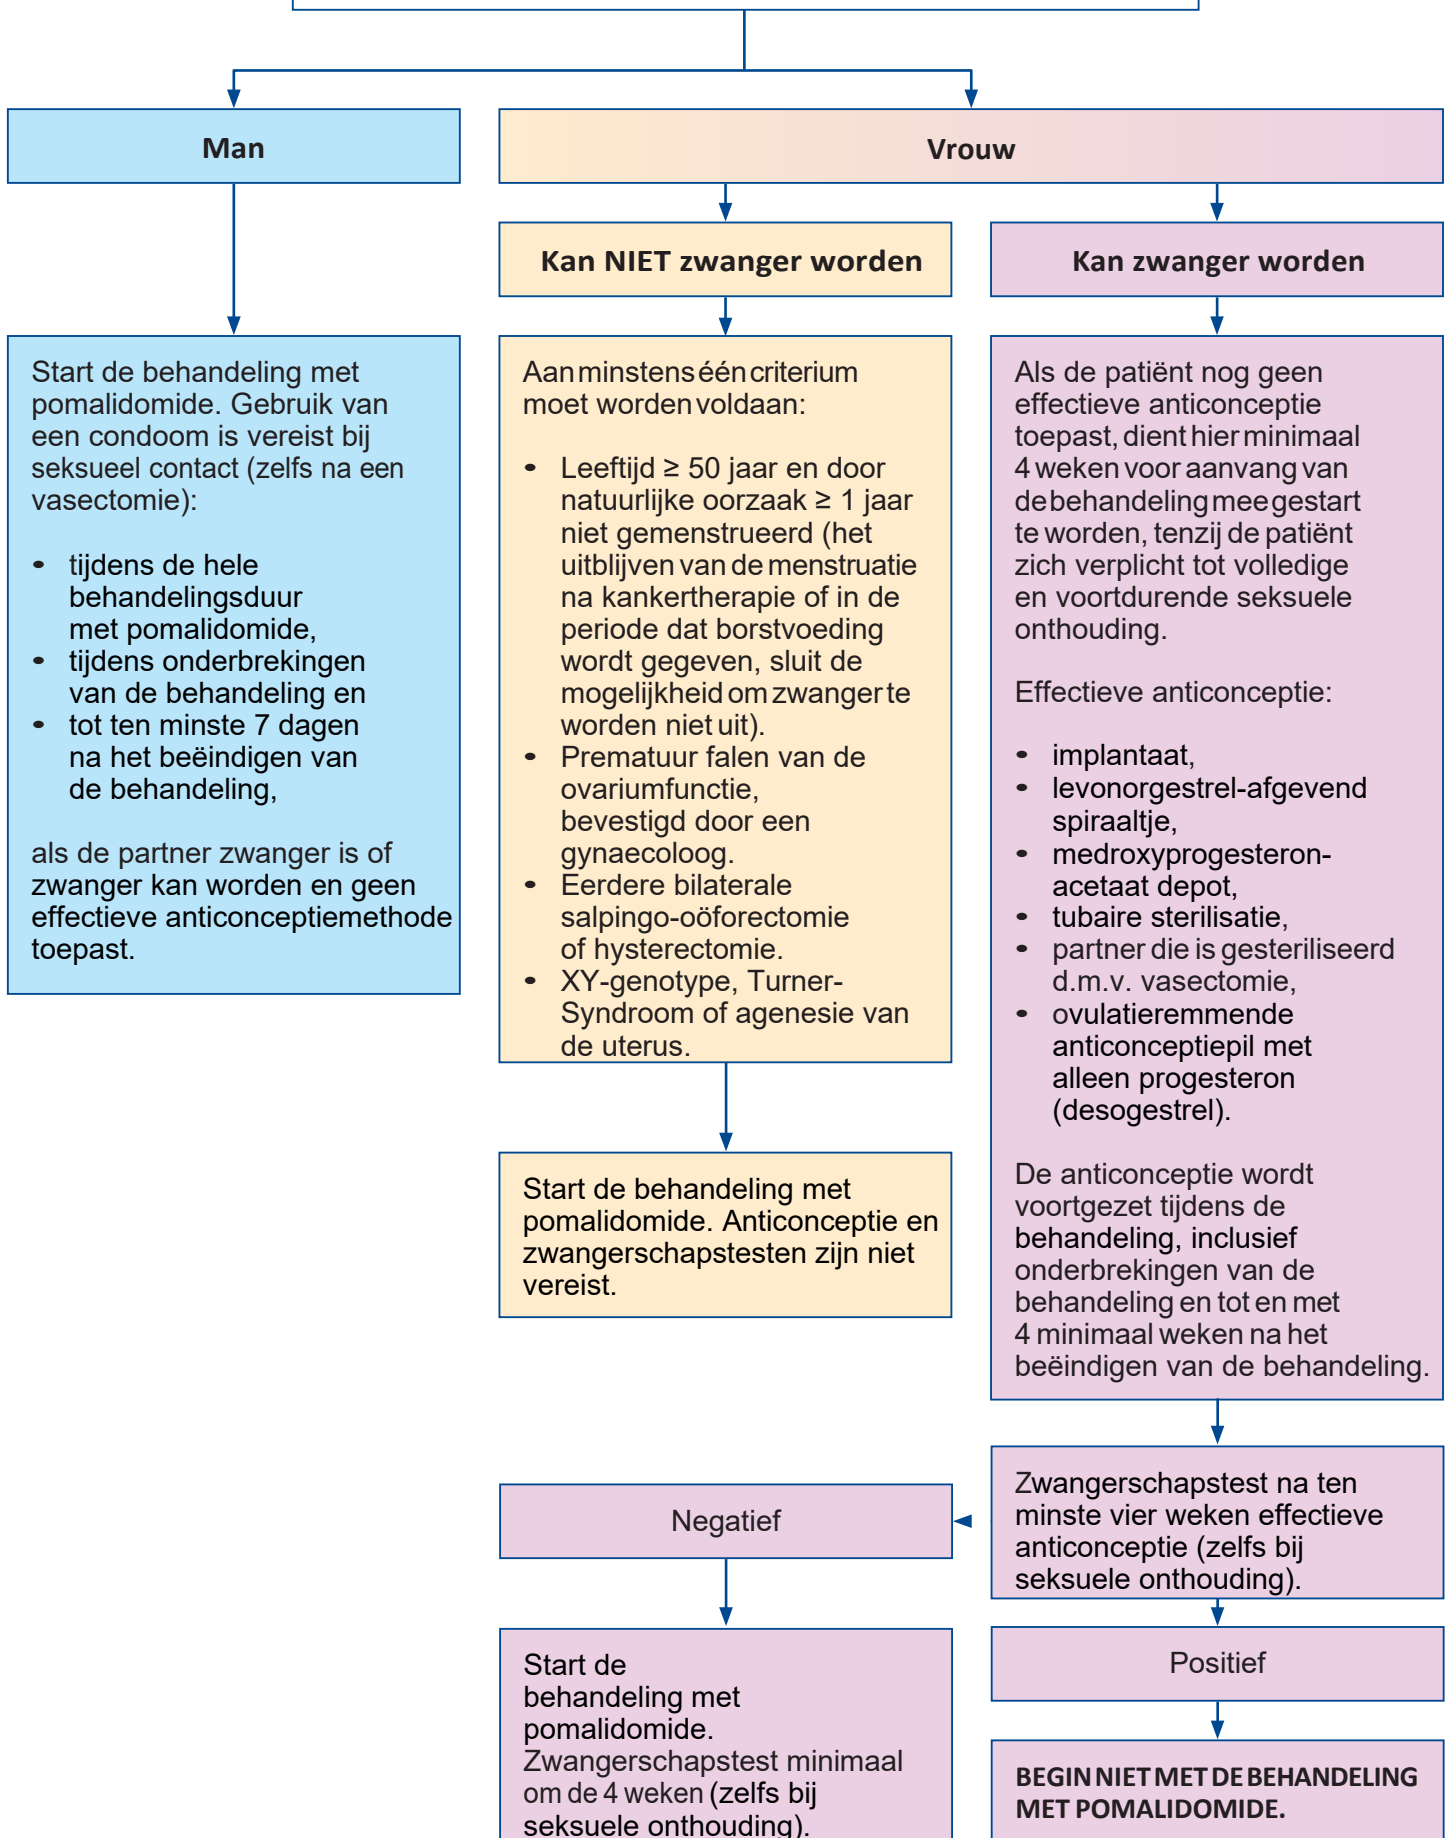 Man
Vrouw
Kan NIET zwanger worden
Kan zwanger worden
Start de behandeling met
pomalidomide. Gebruik van
een condoom is vereist bij
seksueel contact (zelfs na een
vasectomie):
• tijdens de hele
behandelingsduur
met pomalidomide,
• tijdens onderbrekingen
van de behandeling en
• tot ten minste 7 dagen
na het beëindigen van
de behandeling,
als de partner zwanger is of
zwanger kan worden en geen
effectieve anticonceptiemethode
toepast.
Aan minstens één criterium
moet worden voldaan:
• Leeftijd ≥ 50 jaar en door
natuurlijke oorzaak ≥ 1 jaar
niet gemenstrueerd (het
uitblijven van de menstruatie
na kankertherapie of in de
periode dat borstvoeding
wordt gegeven, sluit de
mogelijkheid om zwanger te
worden niet uit).
• Prematuur falen van de
ovariumfunctie,
bevestigd door een
gynaecoloog.
• Eerdere bilaterale
salpingo-oöforectomie
of hysterectomie.
• XY-genotype, Turner-
Syndroom of agenesie van
de uterus.
Start de behandeling met
pomalidomide. Anticonceptie en
zwangerschapstesten zijn niet
vereist.
Als de patiënt nog geen
effectieve anticonceptie
toepast, dient hier minimaal
4 weken voor aanvang van
de behandeling mee gestart
te worden, tenzij de patiënt
zich verplicht tot volledige
en voortdurende seksuele
onthouding.
Effectieve anticonceptie:
• implantaat,
• levonorgestrel-afgevend
spiraaltje,
• medroxyprogesteron-
acetaat depot,
• tubaire sterilisatie,
• partner die is gesteriliseerd
d.m.v. vasectomie,
• ovulatieremmende
anticonceptiepil met
alleen progesteron
(desogestrel).
De anticonceptie wordt
voortgezet tijdens de
behandeling, inclusief
onderbrekingen van de
behandeling en tot en met
4 minimaal weken na het
beëindigen van de behandeling.
Zwangerschapstest na ten
minste vier weken effectieve
anticonceptie (zelfs bij
seksuele onthouding).
Negatief
Start de
behandeling met
pomalidomide.
Zwangerschapstest minimaal
om de 4 weken (zelfs bij
seksuele onthouding).
Positief
BEGIN NIET MET DE BEHANDELING
MET POMALIDOMIDE.